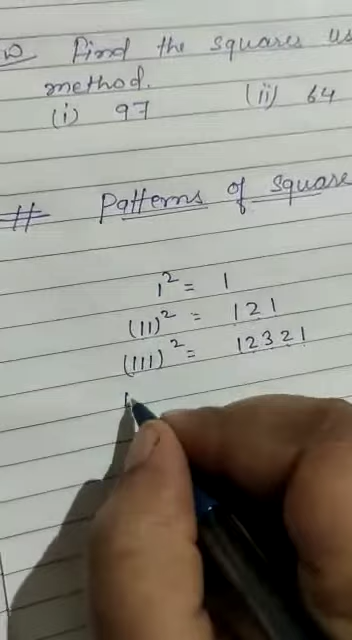 Find the squares us
method.
(i) 97 (ii) 64
# Patterns of square
1² = 1
(11)² = 121
(111)² = 12321